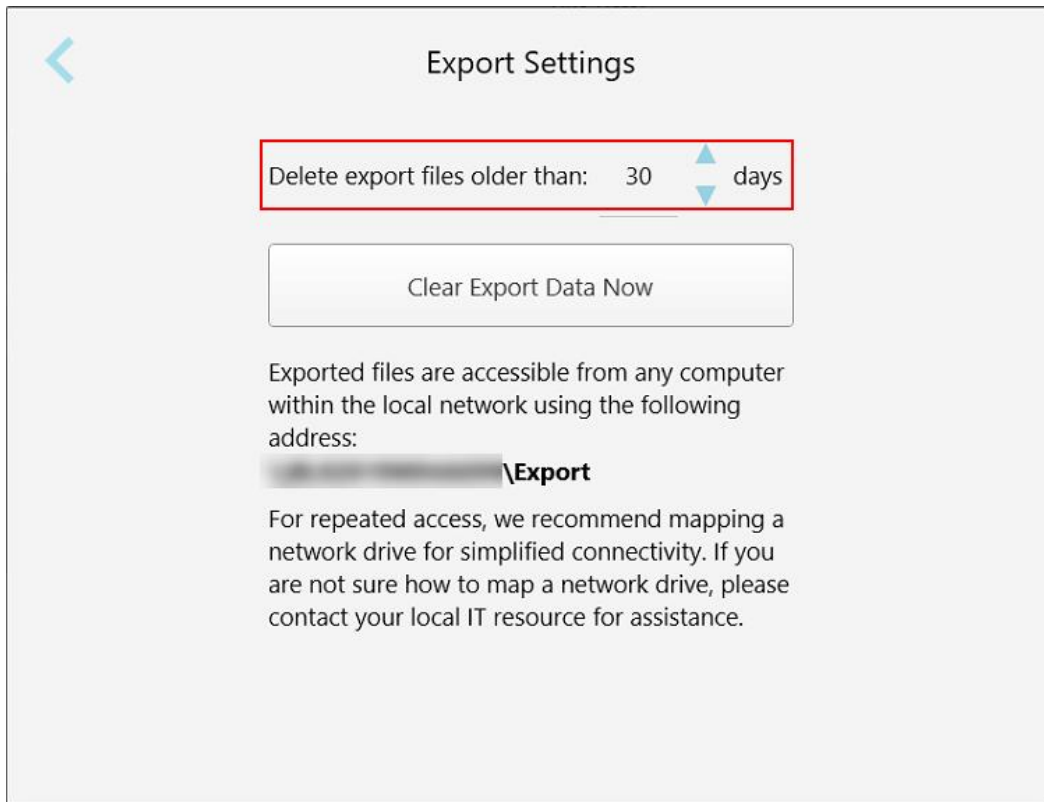 Export Settings
Delete export files older than: 30 days
Clear Export Data Now
Exported files are accessible from any computer
within the local network using the following
address:
\Export
For repeated access, we recommend mapping a
network drive for simplified connectivity. If you
are not sure how to map a network drive, please
contact your local IT resource for assistance.